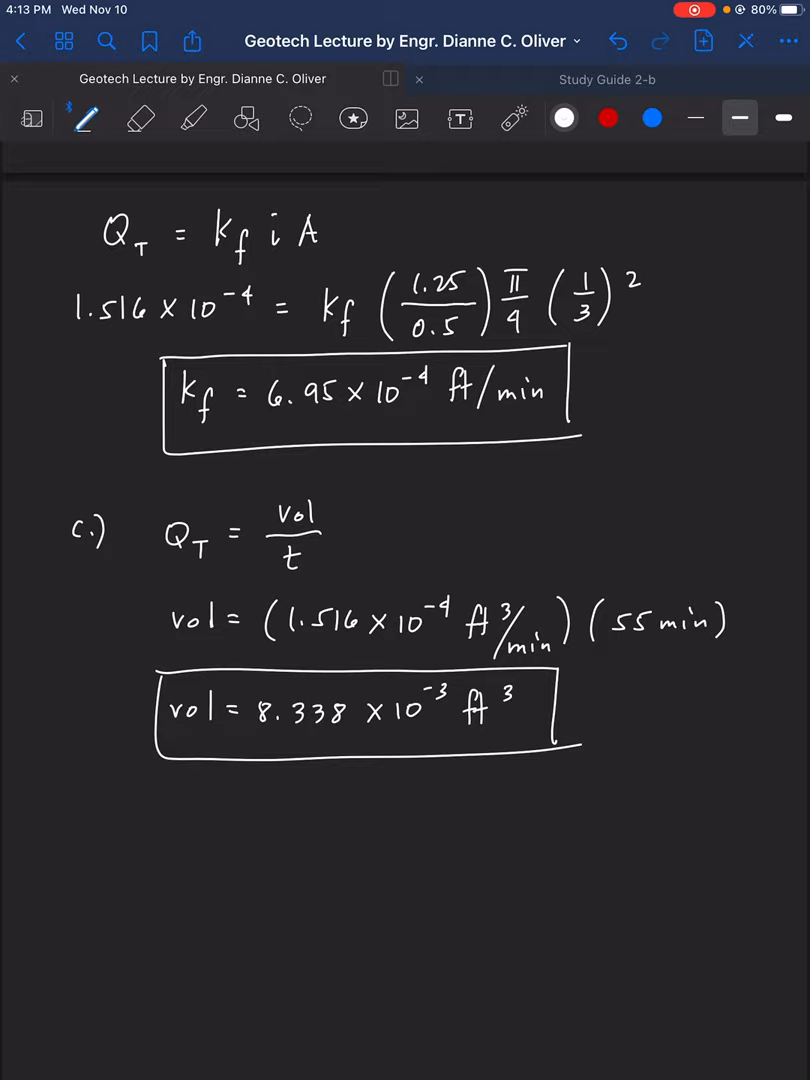 4:13 PM Wed Nov 10 80%
Geotech Lecture by Engr. Dianne C. Oliver
Geotech Lecture by Engr. Dianne C. Oliver Study Guide 2-b
T
Q_T = k_f i A
1.516 × 10^-4 = k_f (1.25/0.5) π/4 (1/3)^2
k_f = 6.95 × 10^-4 ft/min
c.) Q_T = vol/t
vol = (1.516 × 10^-4 ft^3/min) (55 min)
vol = 8.338 × 10^-3 ft^3